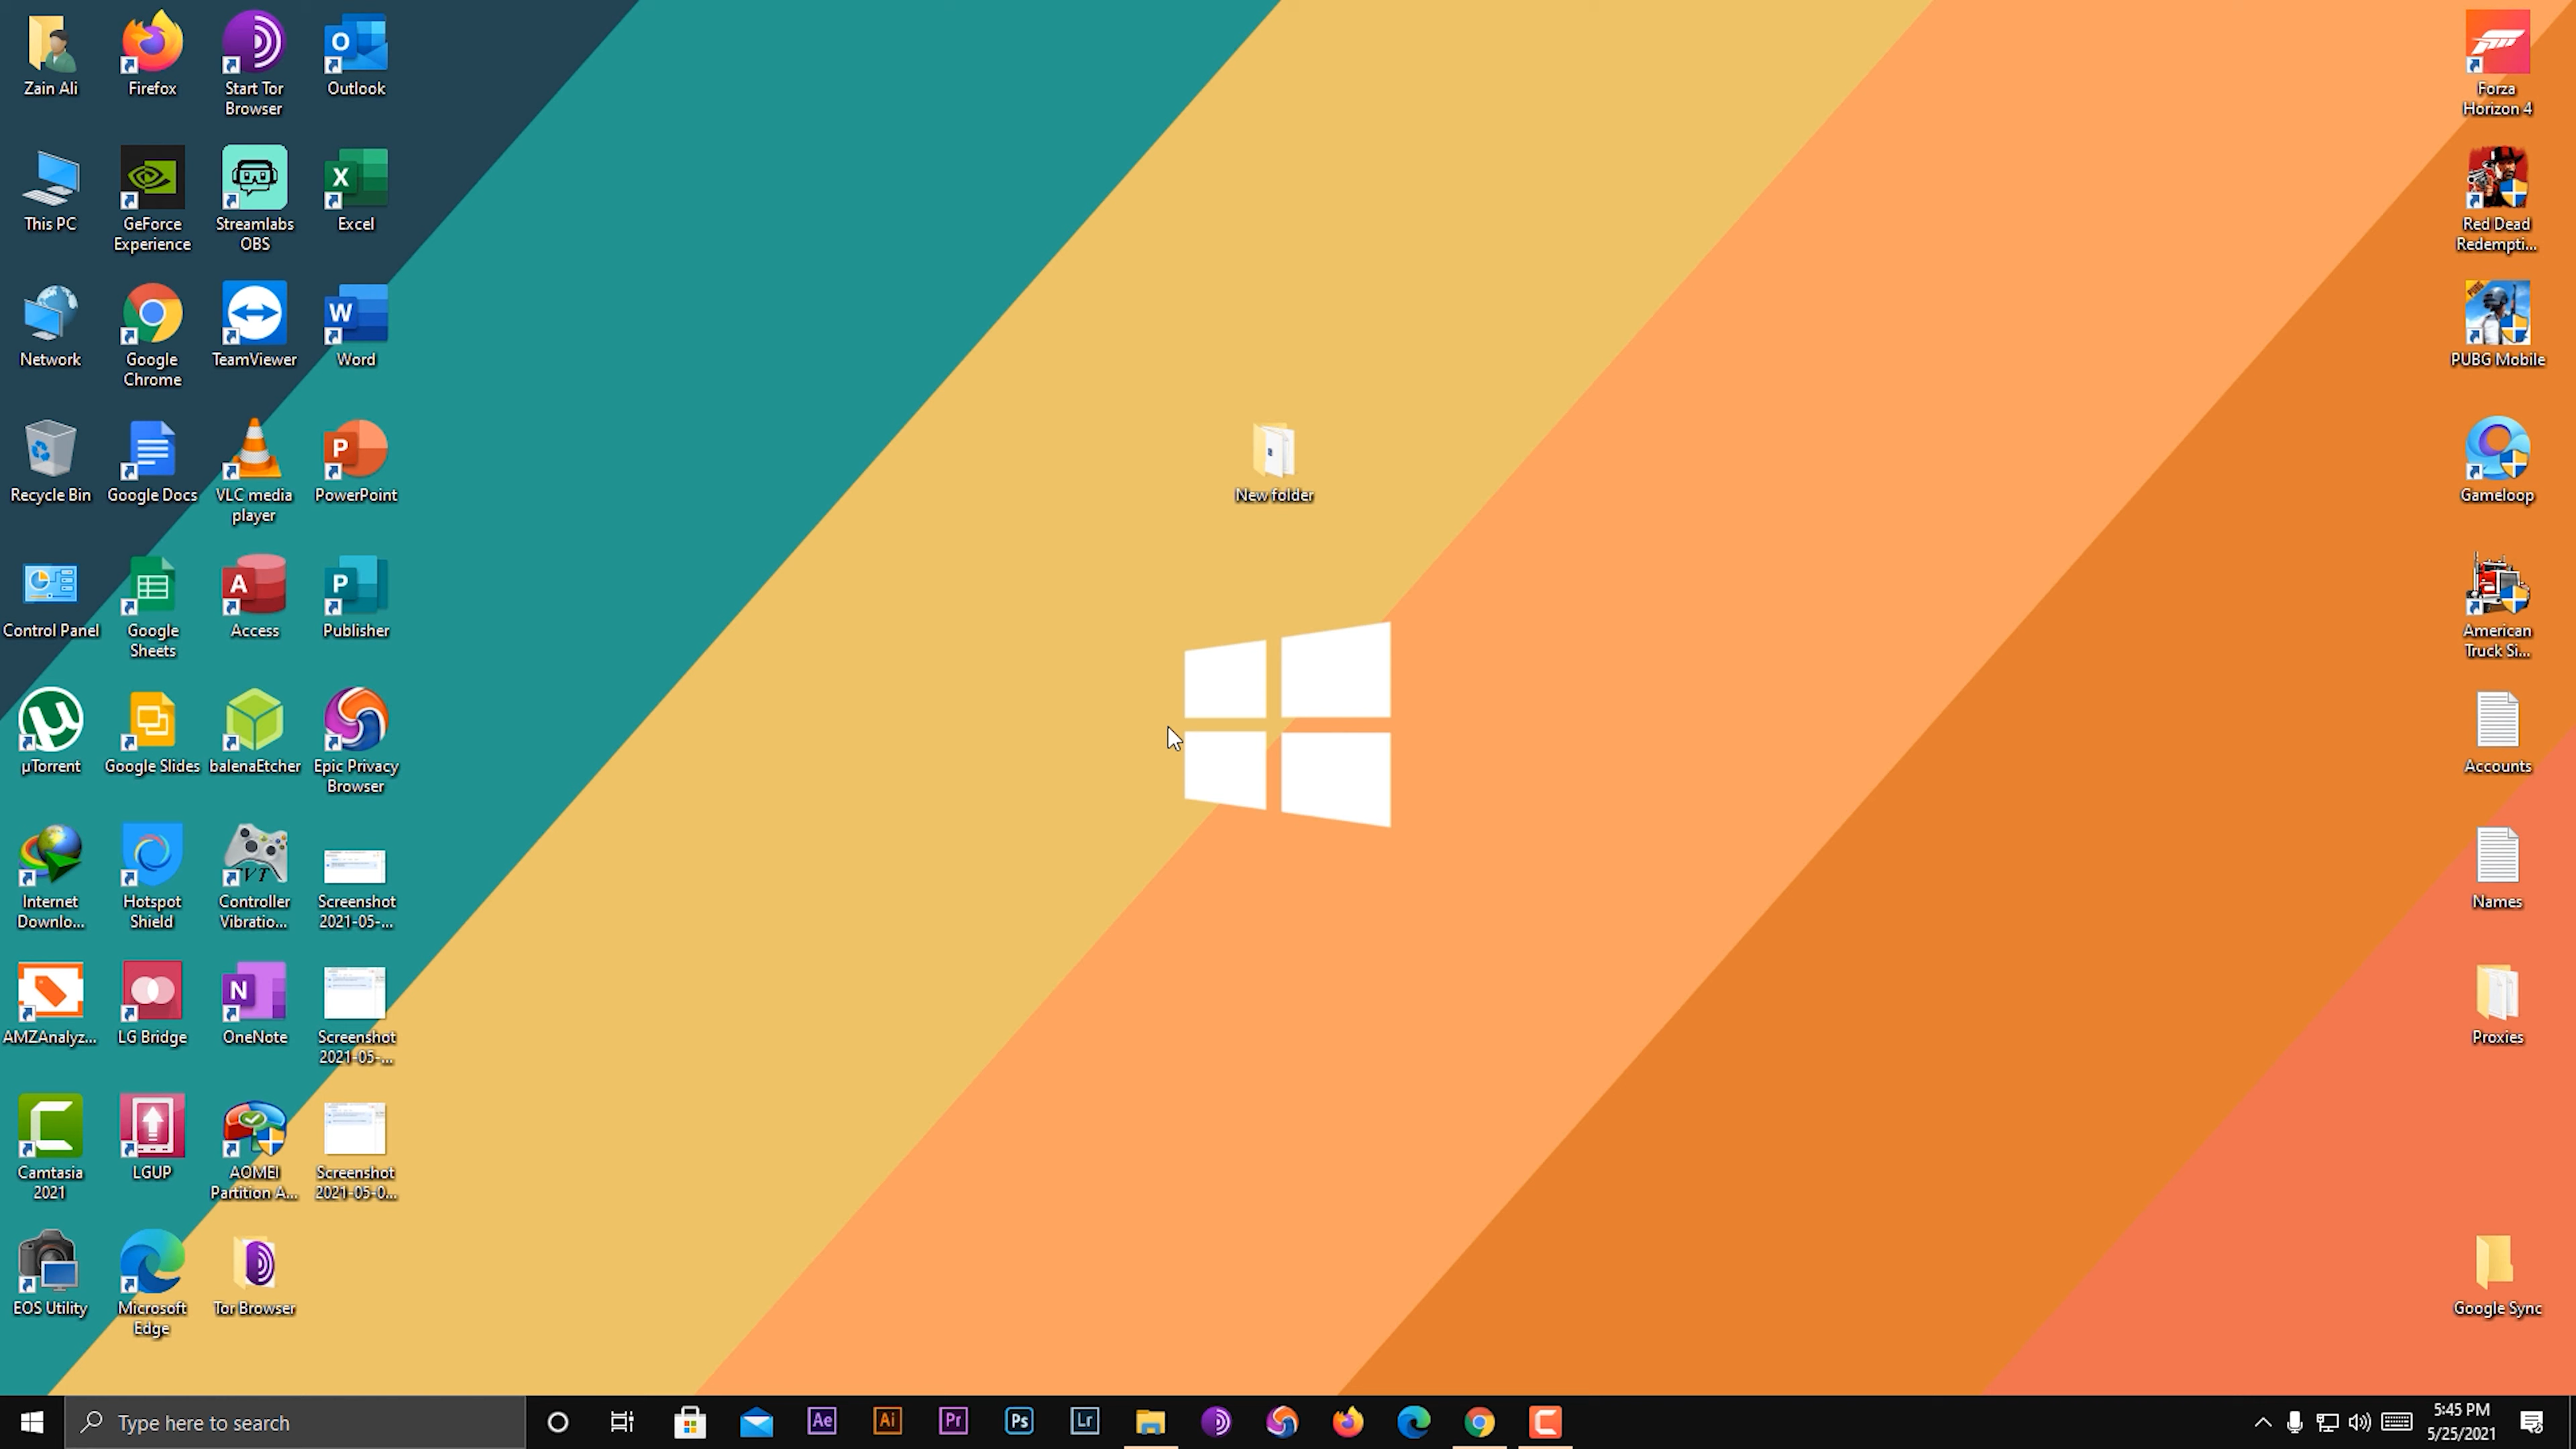 Zain Ali
Firefox
Start Tor
Browser
Outlook
This PC
GeForce
Experience
Streamlabs
OBS
Excel
Network
Google
Chrome
TeamViewer
Word
Recycle Bin
Google Docs
VLC media
player
PowerPoint
Control Panel
Google
Sheets
Access
Publisher
µTorrent
Google Slides
balenaEtcher
Epic Privacy
Browser
Internet
Downlo...
Hotspot
Shield
Controller
Vibratio...
Screenshot
2021-05-...
AMZAnalyz...
LG Bridge
OneNote
Screenshot
2021-05-...
Camtasia
2021
LGUP
AOMEI
Partition A...
Screenshot
2021-05-0...
EOS Utility
Microsoft
Edge
Tor Browser
New folder
Forza
Horizon 4
Red Dead
Redempti...
PUBG Mobile
Gameloop
American
Truck Si...
Accounts
Names
Proxies
Google Sync
Type here to search
Ae
Ai
Pr
Ps
Lr
5:45 PM
5/25/2021